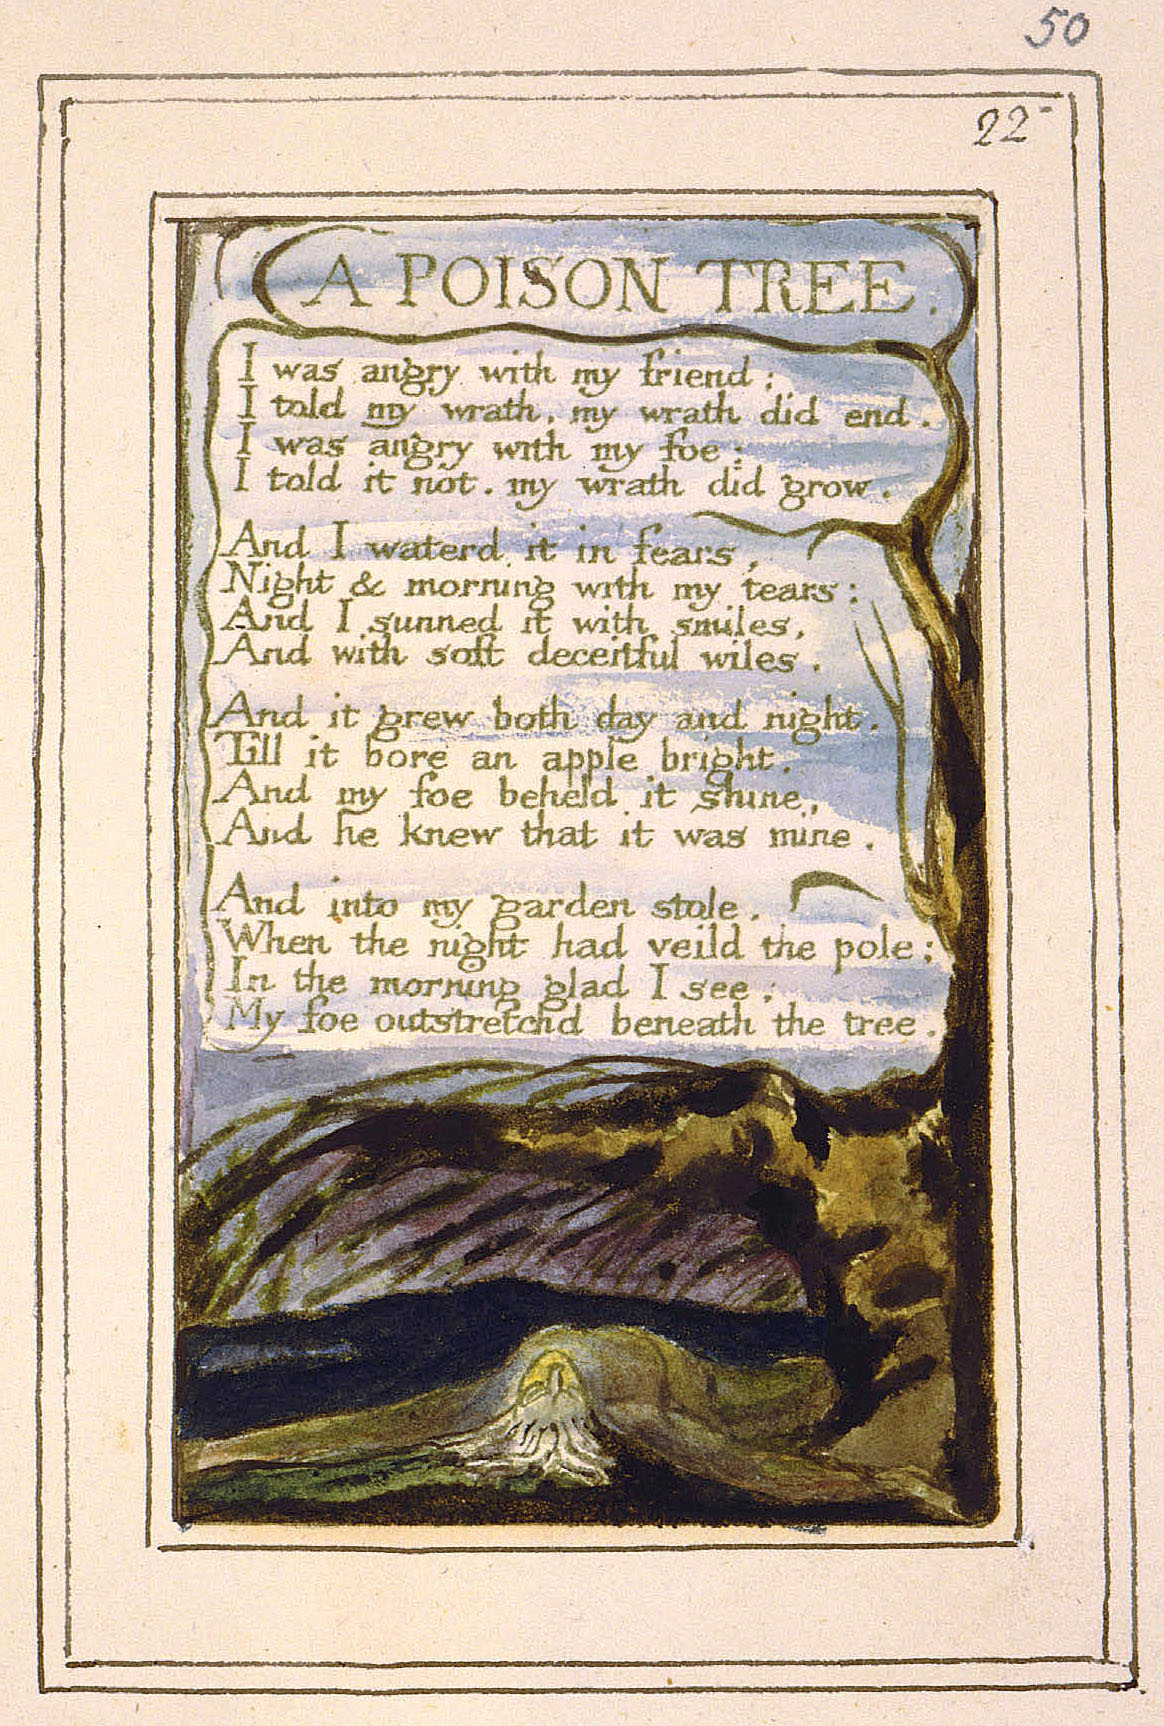 50
22
A POISON TREE.
I was angry with my friend:
I told my wrath, my wrath did end.
I was angry with my foe:
I told it not. my wrath did grow.
And I waterd it in fears,
Night & morning with my tears:
And I sunned it with smiles,
And with soft deceitful wiles.
And it grew both day and night.
Till it bore an apple bright.
And my foe beheld it shine,
And he knew that it was mine.
And into my garden stole.
When the night had veild the pole;
In the morning glad I see;
My foe outstretchd beneath the tree.